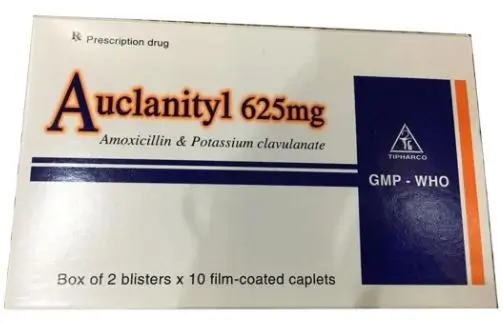 ℞ Prescription drug
Auclanityl 625mg
Amoxicillin & Potassium clavulanate
TIPHARCO
GMP - WHO
Box of 2 blisters x 10 film-coated caplets